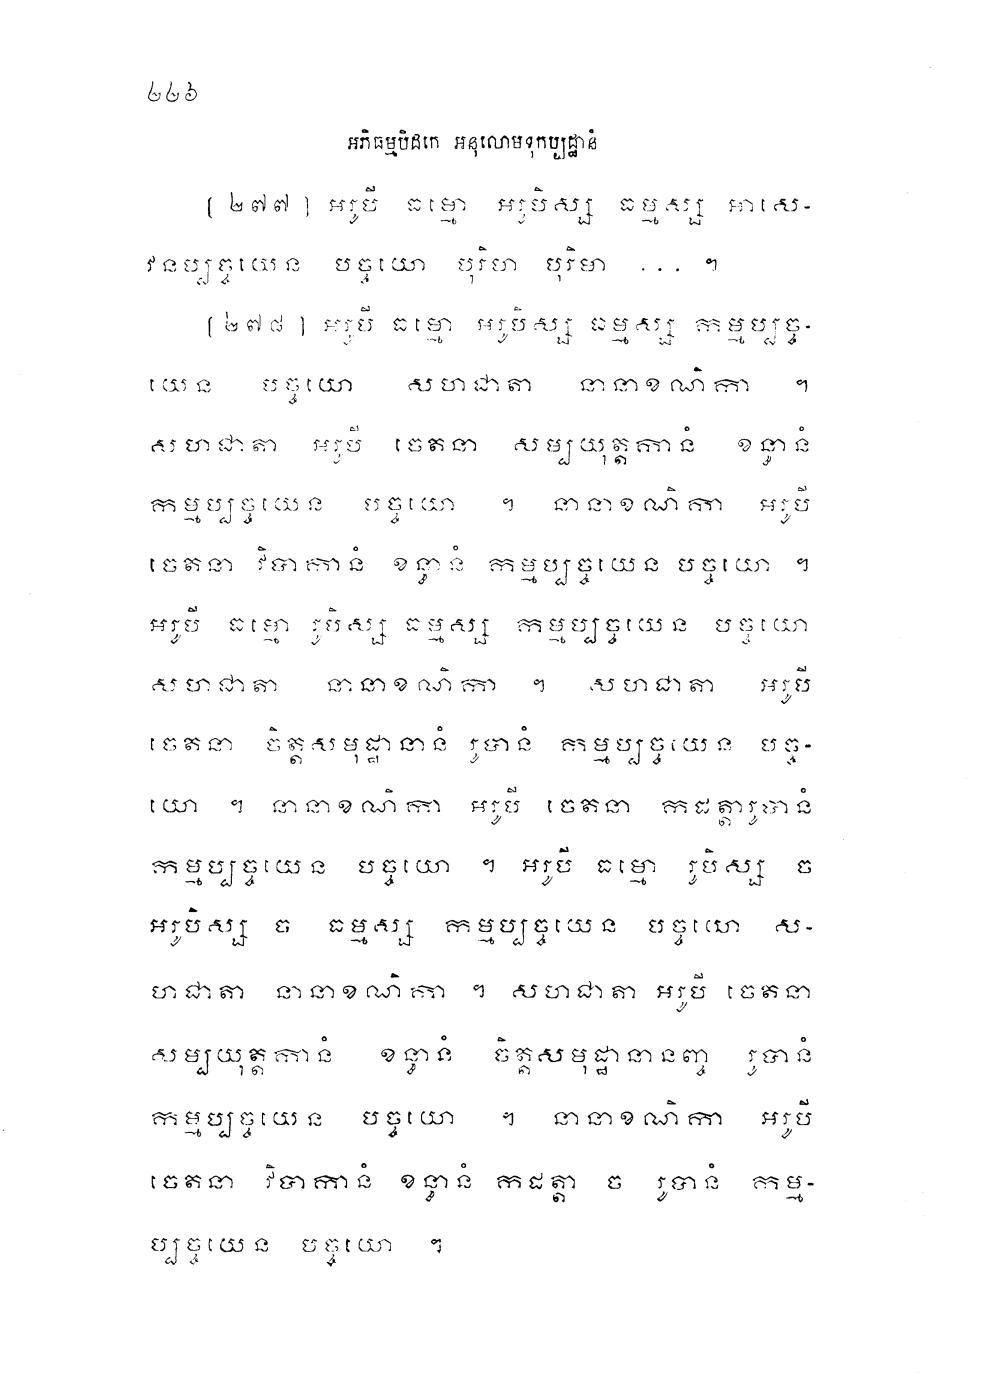 ២២៦
អភិធម្មបិដកេ អនុលោមទុកប្បដ្ឋានំ
[ ២៧៧ ] អរូបី ធម្មោ អរូបិស្ស ធម្មស្ស អាសេ-
វនប្បច្ចយេន បច្ចយោ បុរិមា បុរិមា ... ។
[ ២៧៨ ] អរូបី ធម្មោ អរូបិស្ស ធម្មស្ស កម្មប្បច្ច-
យេន បច្ចយោ សហជាតា នានាខណិកា ។
សហជាតា អរូបី ចេតនា សម្បយុត្តកានំ ខន្ធានំ
កម្មប្បច្ចយេន បច្ចយោ ។ នានាខណិកា អរូបី
ចេតនា វិបាកានំ ខន្ធានំ កម្មប្បច្ចយេន បច្ចយោ ។
អរូបី ធម្មោ រូបិស្ស ធម្មស្ស កម្មប្បច្ចយេន បច្ចយោ
សហជាតា នានាខណិកា ។ សហជាតា អរូបី
ចេតនា ចិត្តសមុដ្ឋានានំ រូបានំ កម្មប្បច្ចយេន បច្ច-
យោ ។ នានាខណិកា អរូបី ចេតនា កដត្តារូបានំ
កម្មប្បច្ចយេន បច្ចយោ ។ អរូបី ធម្មោ រូបិស្ស ច
អរូបិស្ស ច ធម្មស្ស កម្មប្បច្ចយេន បច្ចយោ ស-
ហជាតា នានាខណិកា ។ សហជាតា អរូបី ចេតនា
សម្បយុត្តកានំ ខន្ធានំ ចិត្តសមុដ្ឋានានញ្ច រូបានំ
កម្មប្បច្ចយេន បច្ចយោ ។ នានាខណិកា អរូបី
ចេតនា វិបាកានំ ខន្ធានំ កដត្តា ច រូបានំ កម្ម-
ប្បច្ចយេន បច្ចយោ ។